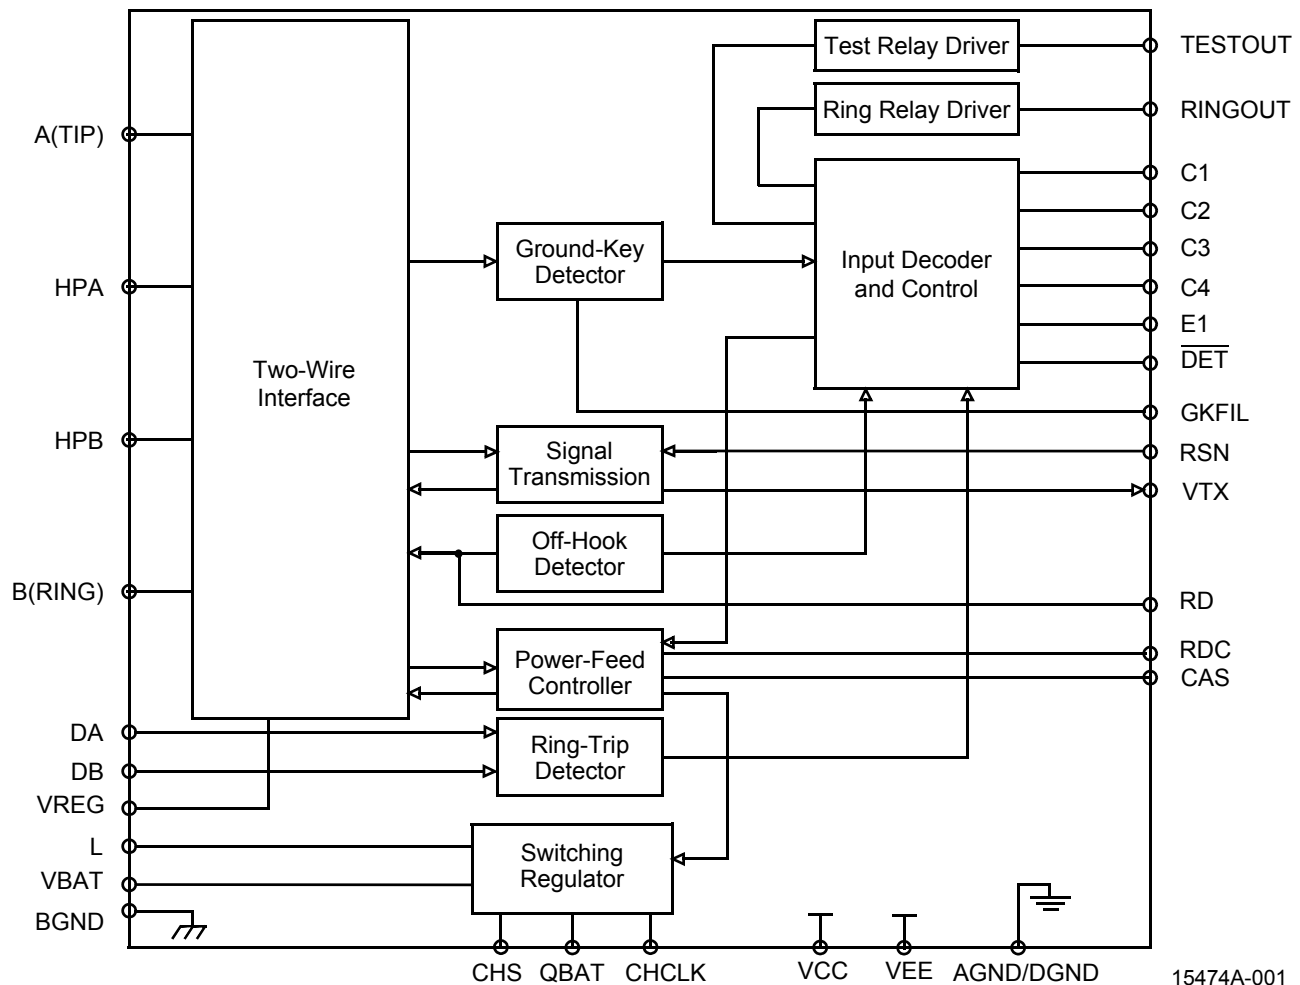 Test Relay Driver
TESTOUT
Ring Relay Driver
RINGOUT
A(TIP)
HPA
HPB
B(RING)
DA
DB
VREG
L
VBAT
BGND
Two-Wire
Interface
Ground-Key
Detector
Input Decoder
and Control
C1
C2
C3
C4
E1
DET
GKFIL
Signal
Transmission
RSN
VTX
Off-Hook
Detector
RD
Power-Feed
Controller
RDC
CAS
Ring-Trip
Detector
Switching
Regulator
CHS
QBAT
CHCLK
VCC
VEE
AGND/DGND
15474A-001